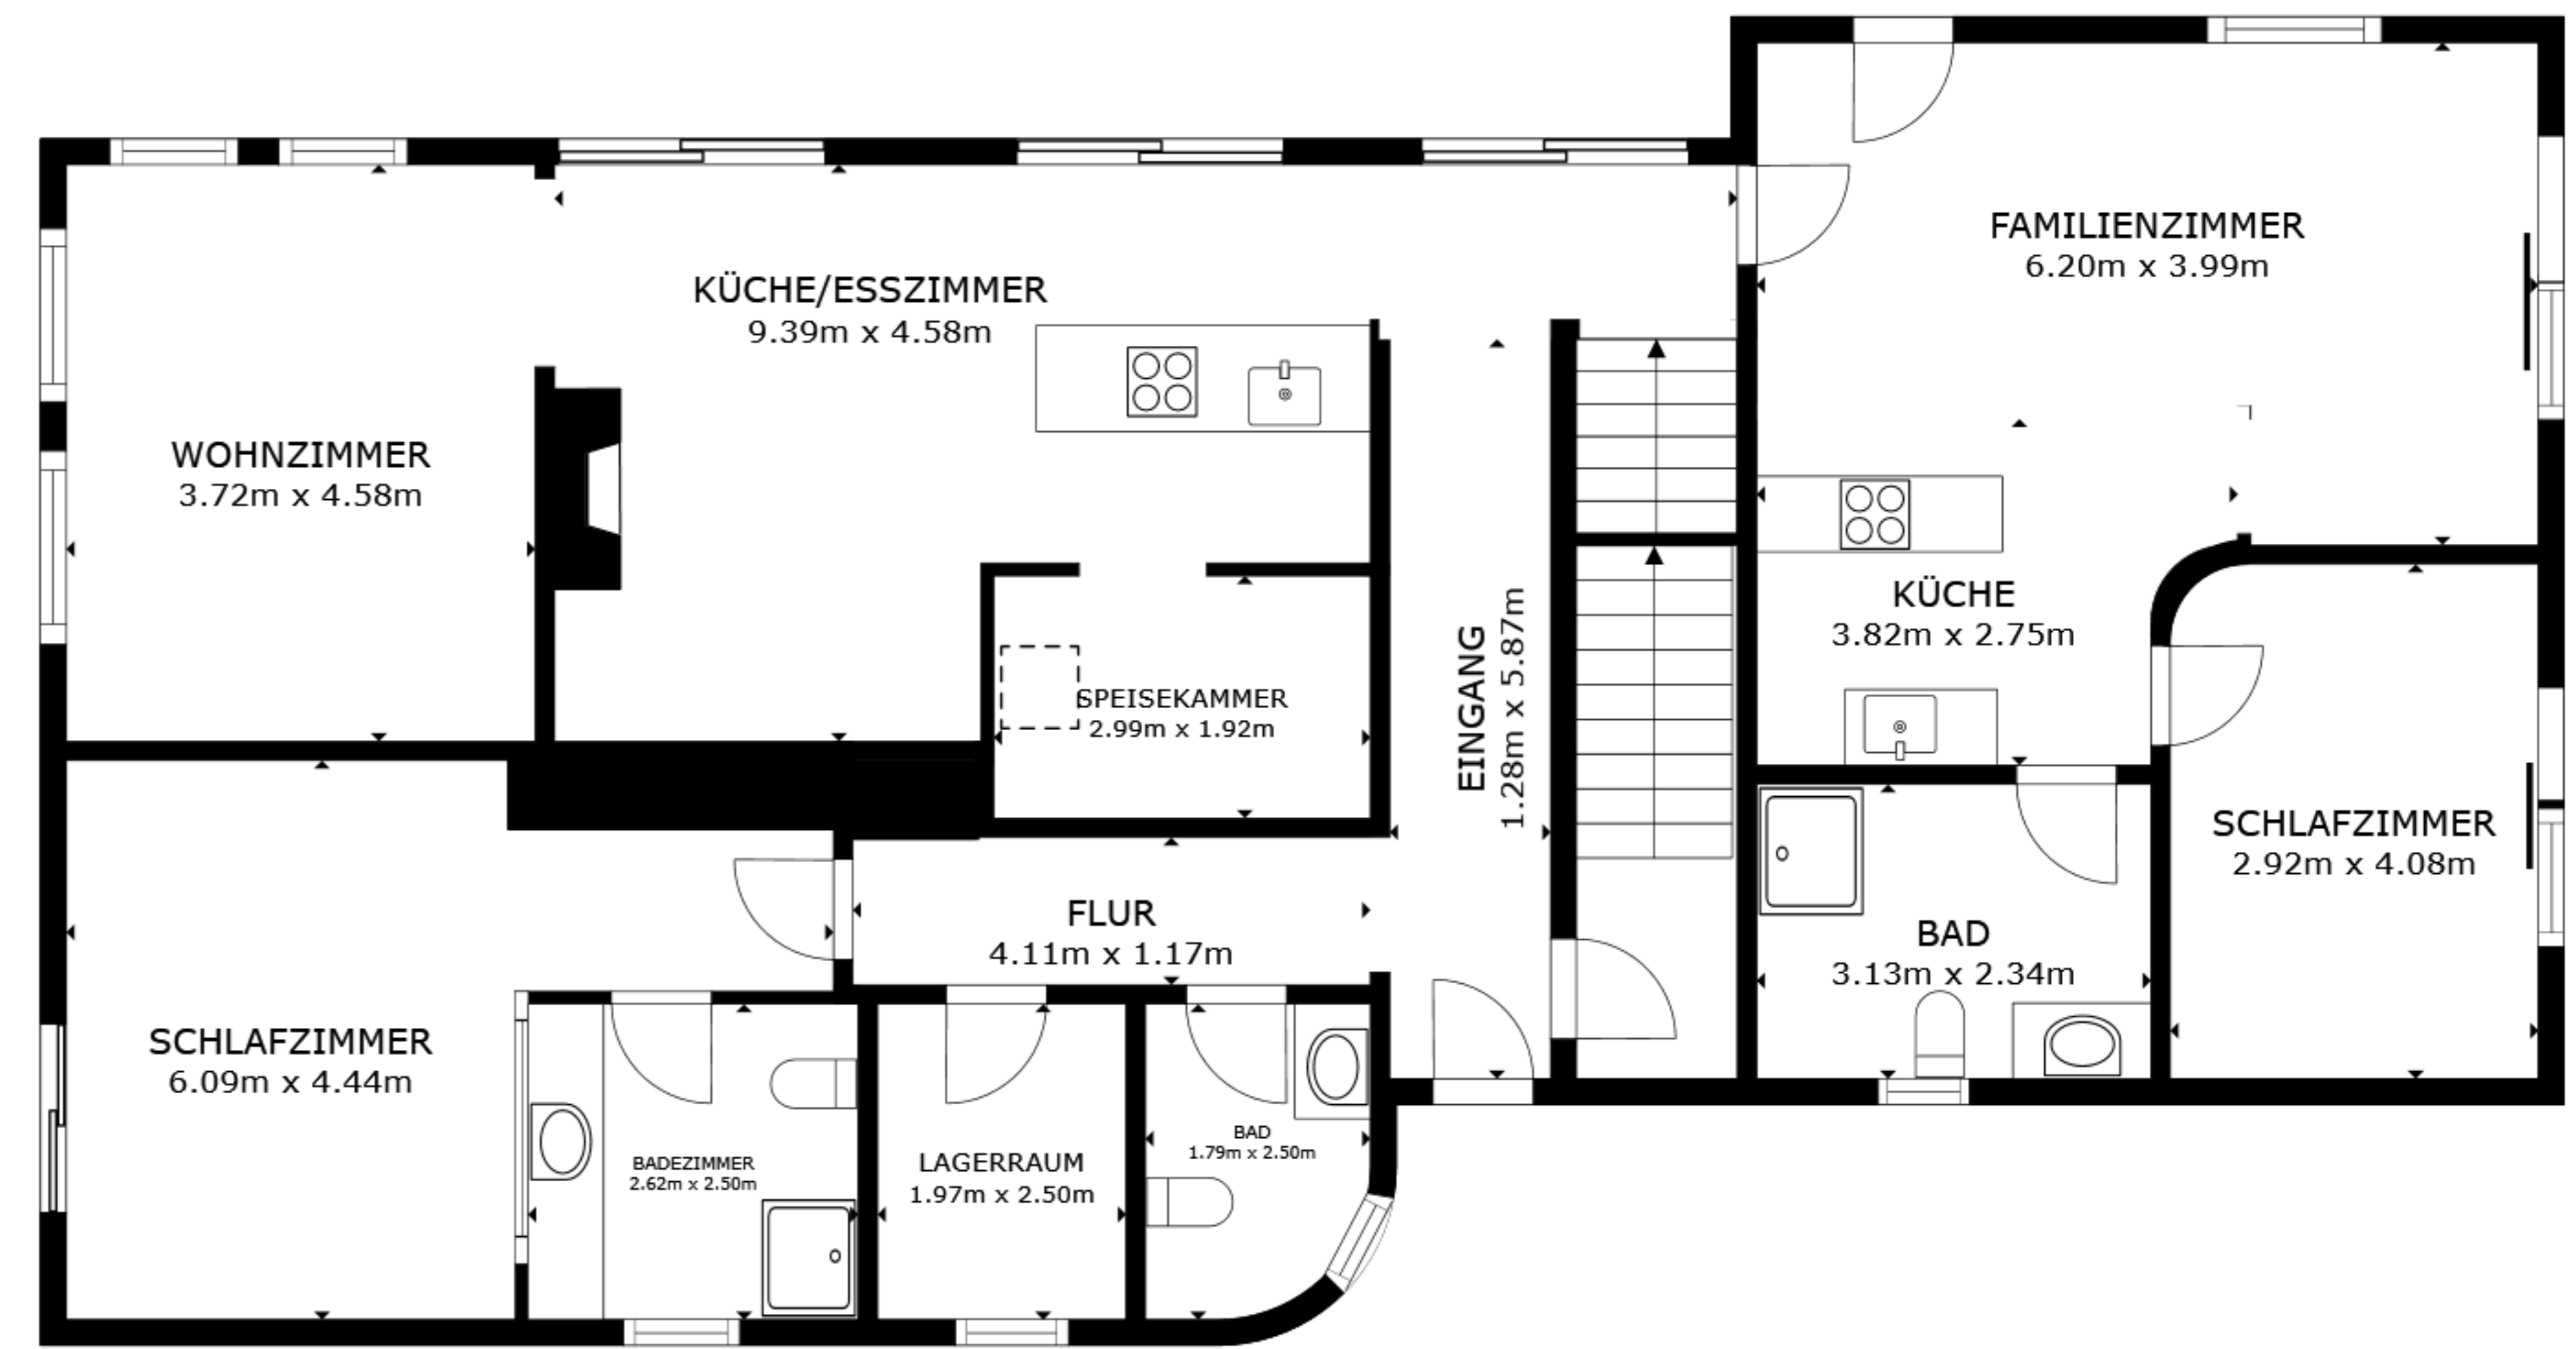 FAMILIENZIMMER
6.20m x 3.99m
KÜCHE/ESSZIMMER
9.39m x 4.58m
WOHNZIMMER
3.72m x 4.58m
KÜCHE
3.82m x 2.75m
SPEISEKAMMER
2.99m x 1.92m
EINGANG
1.28m x 5.87m
SCHLAFZIMMER
2.92m x 4.08m
FLUR
4.11m x 1.17m
BAD
3.13m x 2.34m
SCHLAFZIMMER
6.09m x 4.44m
BADEZIMMER
2.62m x 2.50m
LAGERRAUM
1.97m x 2.50m
BAD
1.79m x 2.50m